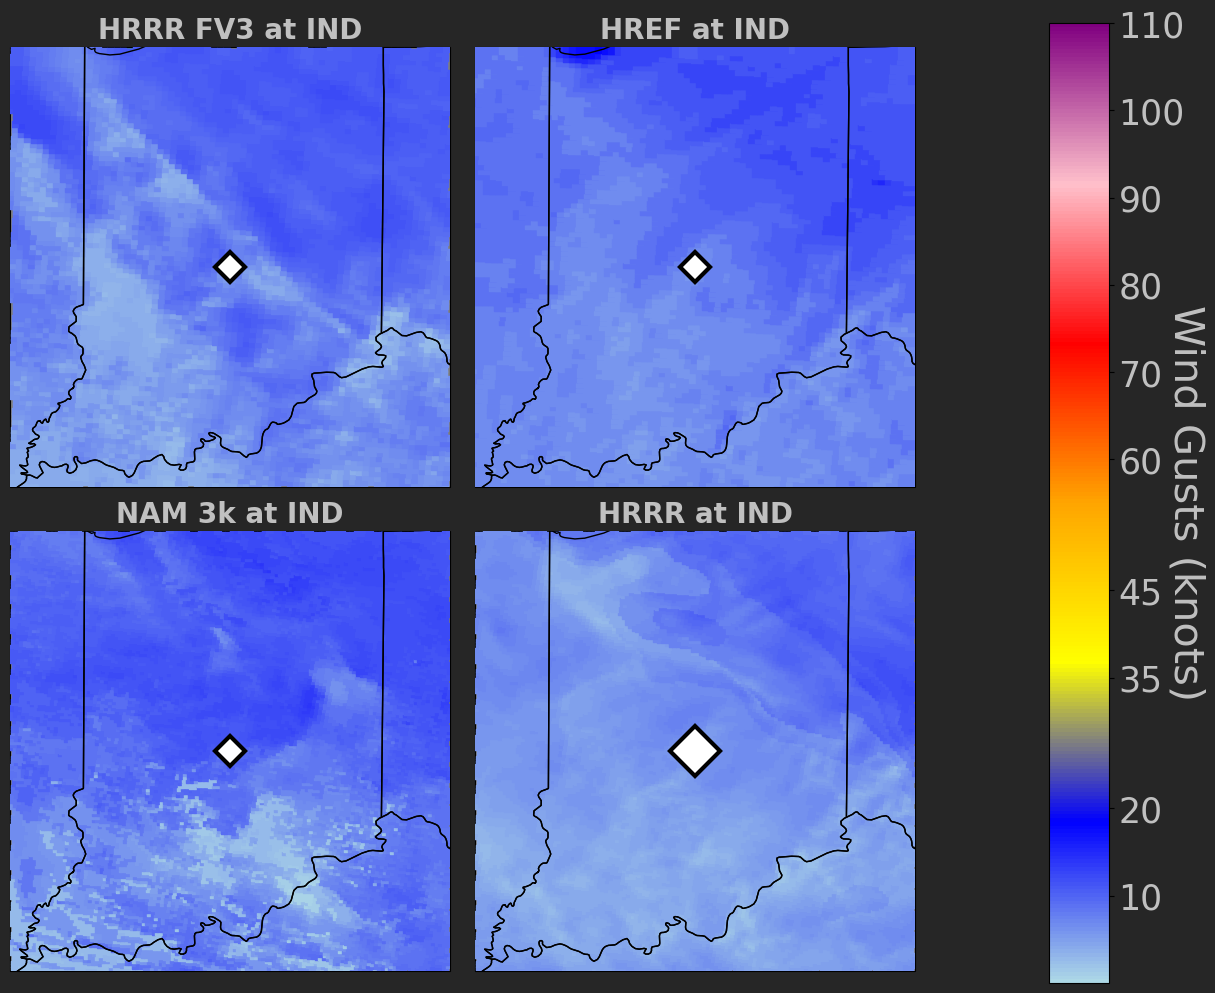 HRRR FV3 at IND
HREF at IND
NAM 3k at IND
HRRR at IND
110
100
90
80
70
60
45
35
20
10
Wind Gusts (knots)